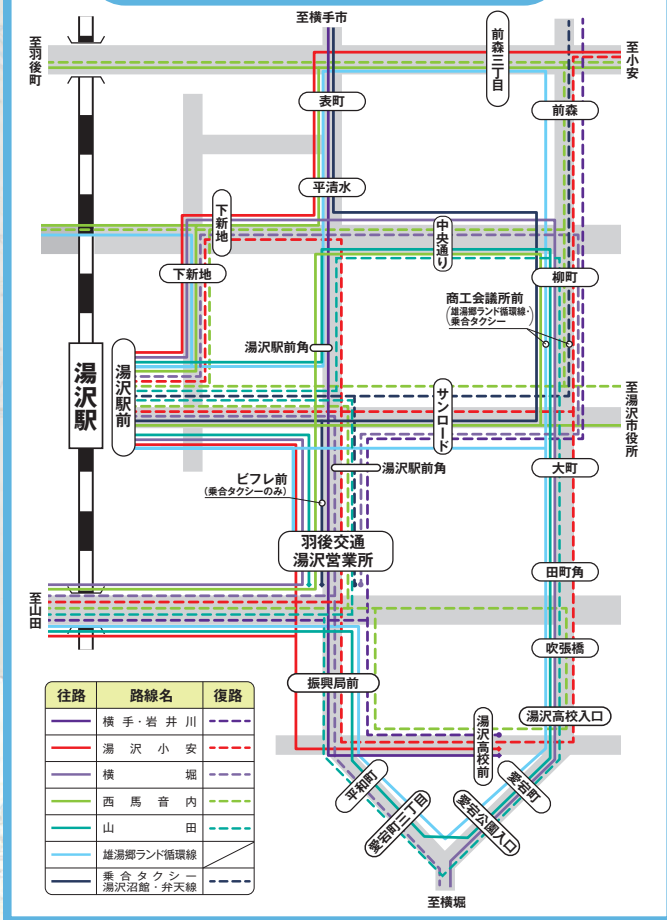 至横手市
至羽後町
前森三丁目
至小安
表町
前森
平清水
下新地
中央通り
下新地
柳町
商工会議所前
(雄湯郷ランド循環線・
乗合タクシー)
湯沢駅前角
湯沢駅
湯沢駅前
サンロード
至湯沢市役所
ビフレ前
(乗合タクシーのみ)
湯沢駅前角
大町
羽後交通
湯沢営業所
田町角
至山田
吹張橋
振興局前
湯沢高校前
湯沢高校入口
平和町
愛宕町三丁目
愛宕公園入口
愛宕町
至横堀
往路 路線名 復路
横手・岩井川
湯沢小安
横堀
西馬音内
山田
雄湯郷ランド循環線
乗合タクシー
湯沢沼館・弁天線